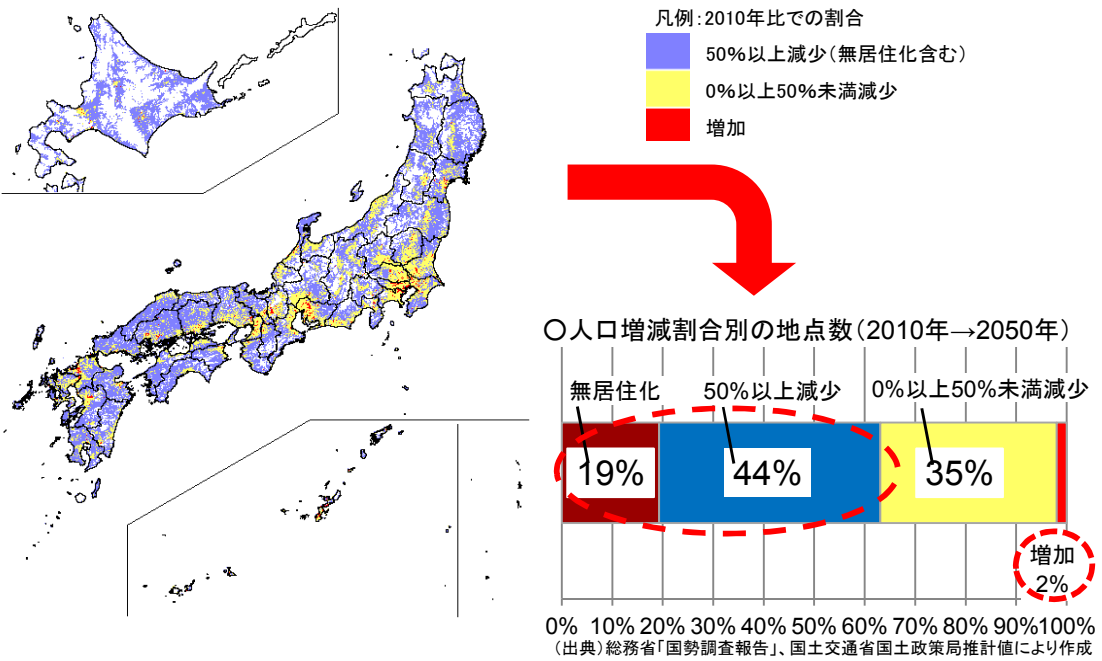 凡例:2010年比での割合
50%以上減少(無居住化含む)
0%以上50%未満減少
増加
○人口増減割合別の地点数(2010年→2050年)
無居住化
50%以上減少
0%以上50%未満減少
19%
44%
35%
増加
2%
0% 10% 20% 30% 40% 50% 60% 70% 80% 90%100%
(出典)総務省「国勢調査報告」、国土交通省国土政策局推計値により作成